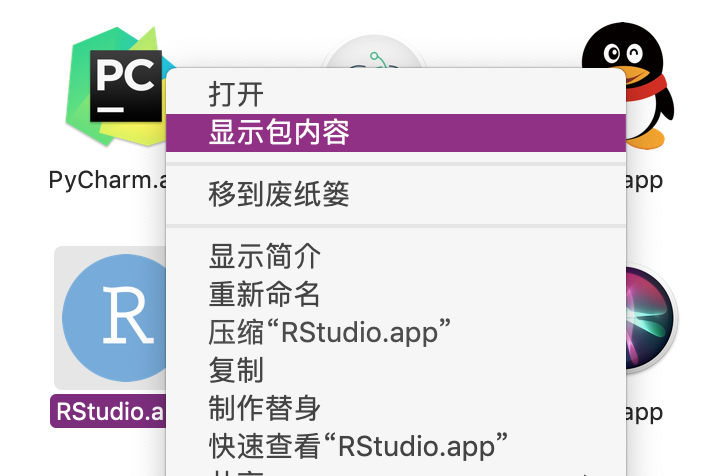 PC
PyCharm.a
打开
显示包内容
移到废纸篓
显示简介
重新命名
压缩“RStudio.app”
复制
制作替身
快速查看“RStudio.app”
app
R
RStudio.a
app